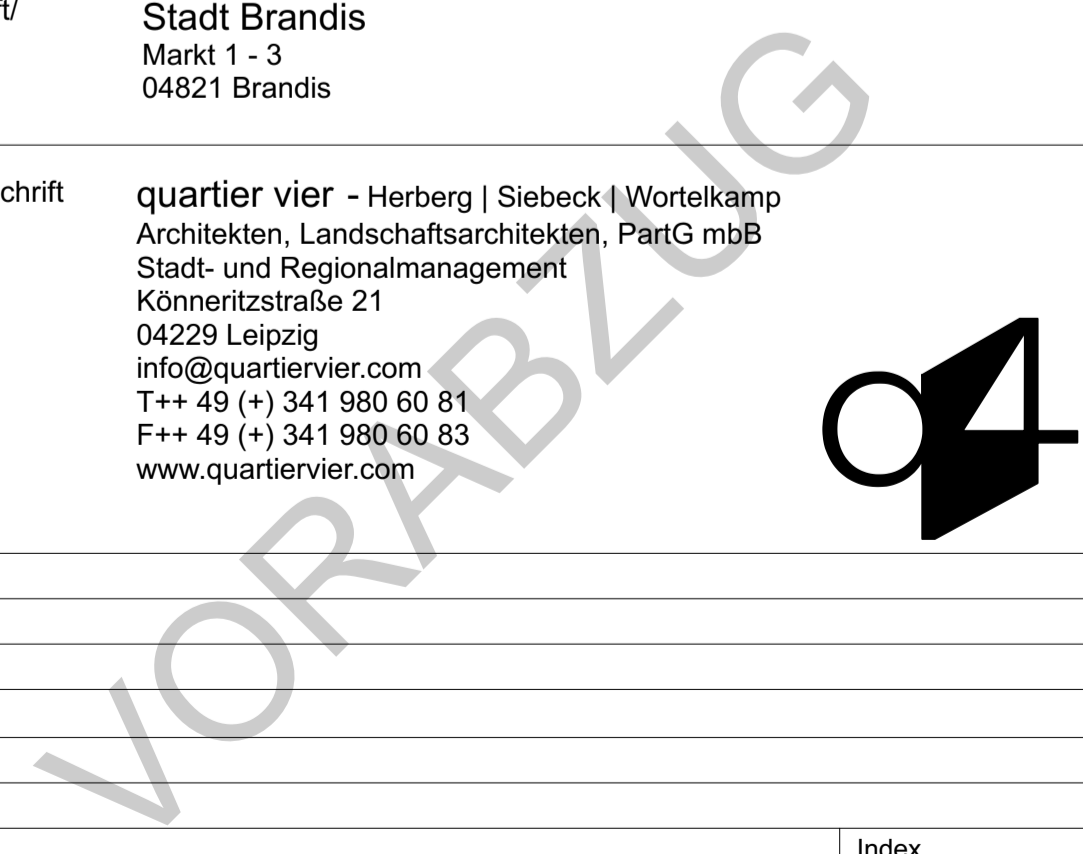 ft/
Stadt Brandis
Markt 1 - 3
04821 Brandis
chrift
quartier vier - Herberg | Siebeck | Wortelkamp
Architekten, Landschaftsarchitekten, PartG mbB
Stadt- und Regionalmanagement
Könneritzstraße 21
04229 Leipzig
info@quartiervier.com
T++ 49 (+) 341 980 60 81
F++ 49 (+) 341 980 60 83
www.quartiervier.com
q4
VORABZUG
Index